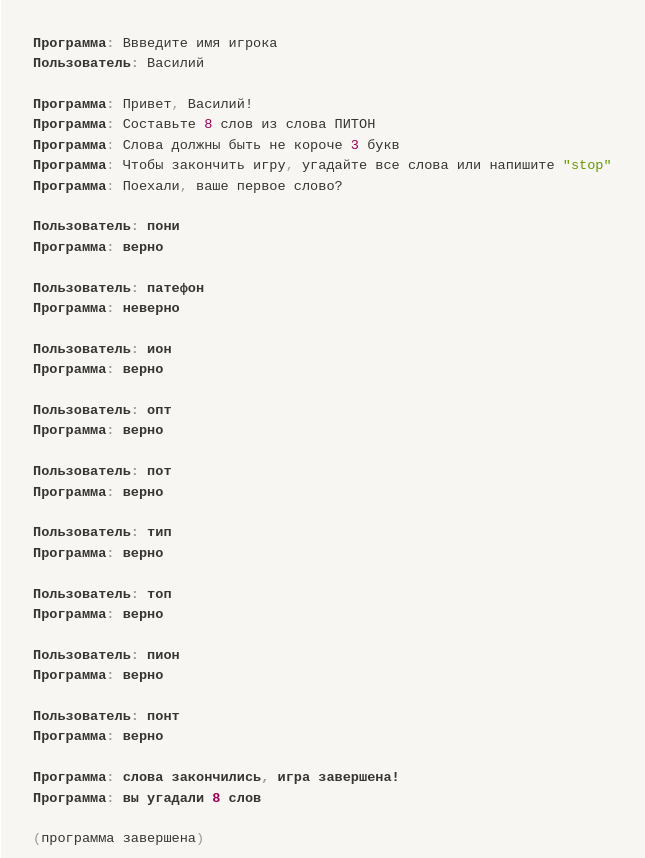 Программа: Ввведите имя игрока
Пользователь: Василий
Программа: Привет, Василий!
Программа: Составьте 8 слов из слова ПИТОН
Программа: Слова должны быть не короче 3 букв
Программа: Чтобы закончить игру, угадайте все слова или напишите "stop"
Программа: Поехали, ваше первое слово?
Пользователь: пони
Программа: верно
Пользователь: патефон
Программа: неверно
Пользователь: ион
Программа: верно
Пользователь: опт
Программа: верно
Пользователь: пот
Программа: верно
Пользователь: тип
Программа: верно
Пользователь: топ
Программа: верно
Пользователь: пион
Программа: верно
Пользователь: понт
Программа: верно
Программа: слова закончились, игра завершена!
Программа: вы угадали 8 слов
(программа завершена)